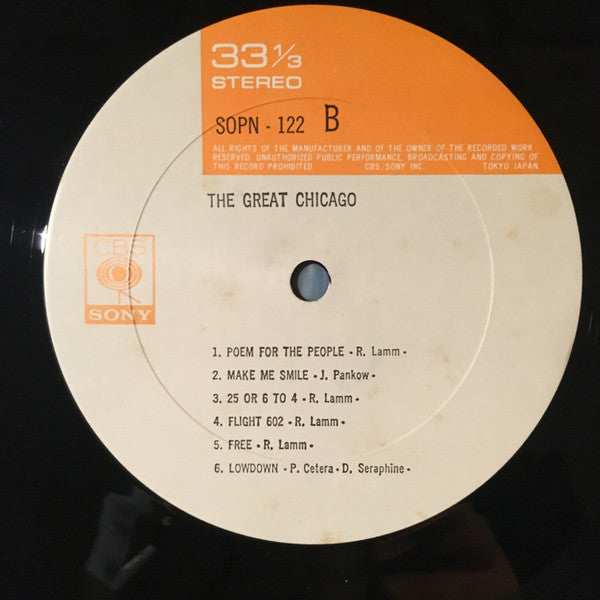 33 1/3
STEREO
SOPN - 122 B
ALL RIGHTS OF THE MANUFACTURER AND OF THE OWNER OF THE RECORDED WORK
RESERVED. UNAUTHORIZED PUBLIC PERFORMANCE, BROADCASTING AND COPYING OF
THIS RECORD PROHIBITED. CBS/SONY INC. TOKYO JAPAN.
THE GREAT CHICAGO
CBS
SONY
1. POEM FOR THE PEOPLE - R. Lamm -
2. MAKE ME SMILE - J. Pankow -
3. 25 OR 6 TO 4 - R. Lamm -
4. FLIGHT 602 - R. Lamm -
5. FREE - R. Lamm -
6. LOWDOWN - P. Cetera - D. Seraphine -